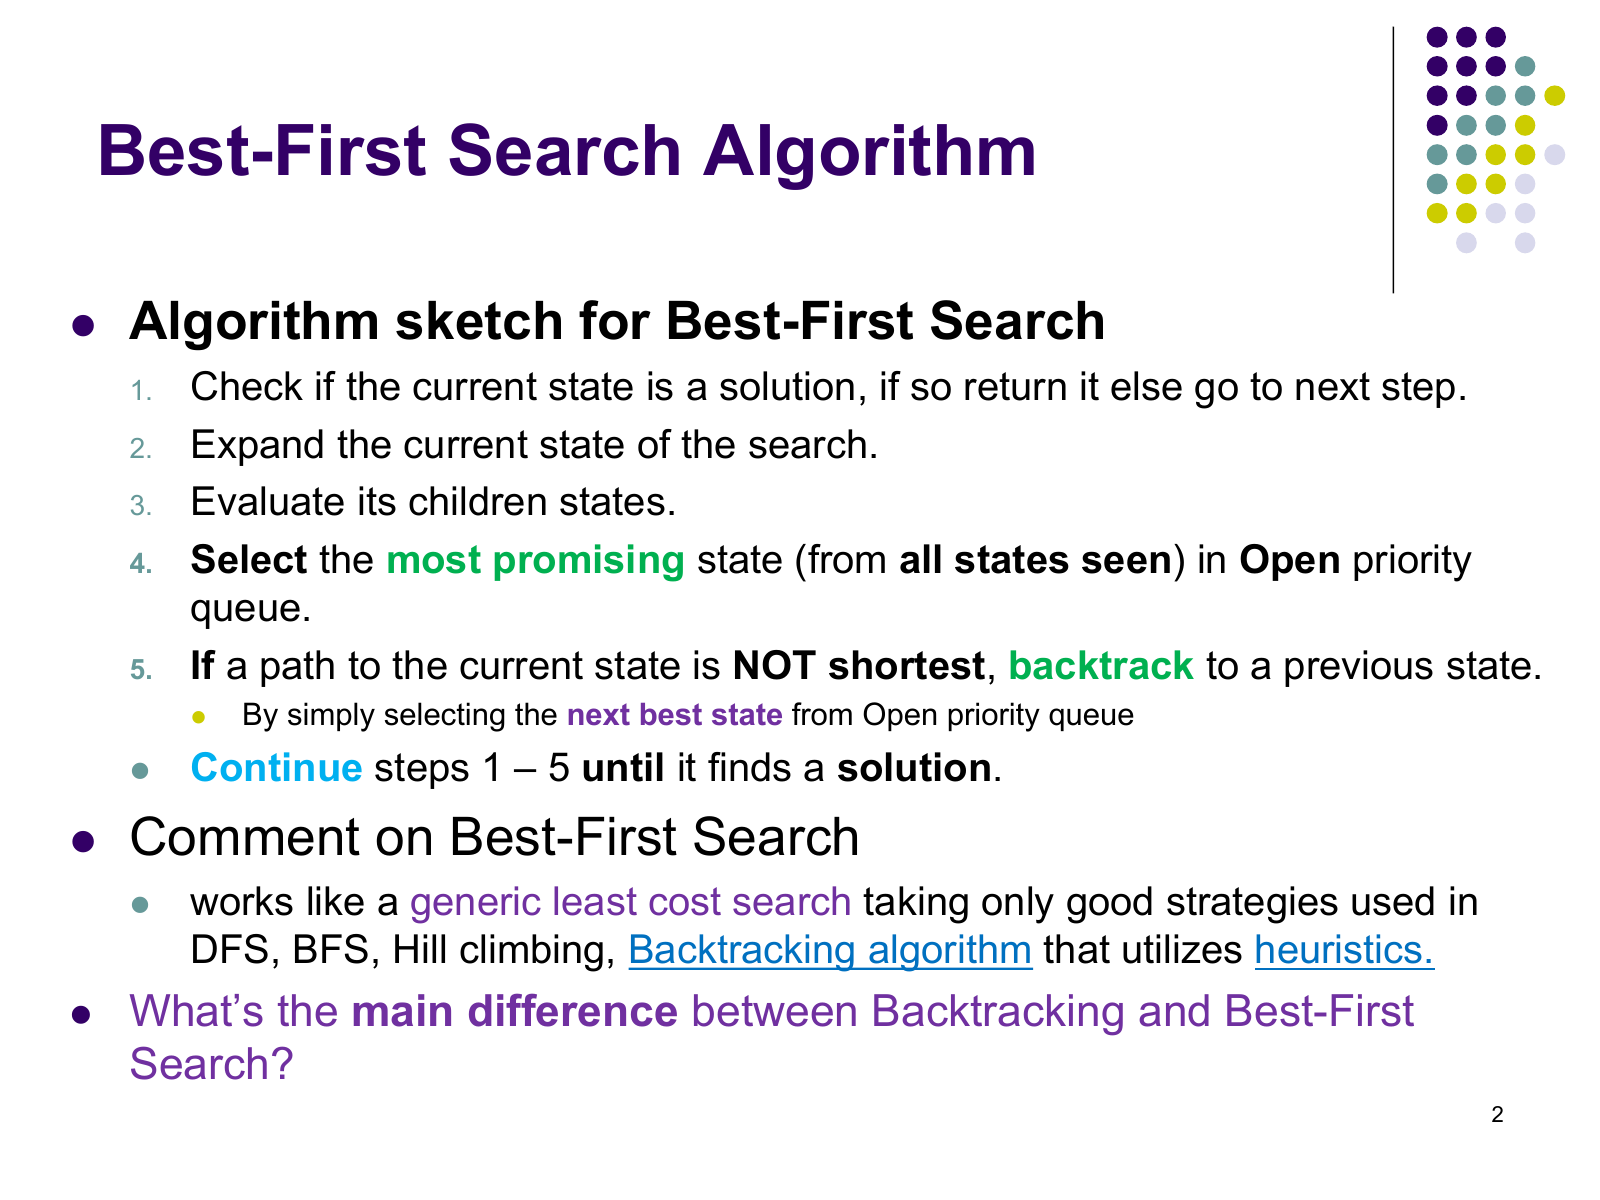 Best-First Search Algorithm
● Algorithm sketch for Best-First Search
1. Check if the current state is a solution, if so return it else go to next step.
2. Expand the current state of the search.
3. Evaluate its children states.
4. Select the most promising state (from all states seen) in Open priority
queue.
5. If a path to the current state is NOT shortest, backtrack to a previous state.
● By simply selecting the next best state from Open priority queue
● Continue steps 1 – 5 until it finds a solution.
● Comment on Best-First Search
● works like a generic least cost search taking only good strategies used in
DFS, BFS, Hill climbing, Backtracking algorithm that utilizes heuristics.
● What’s the main difference between Backtracking and Best-First
Search?
2